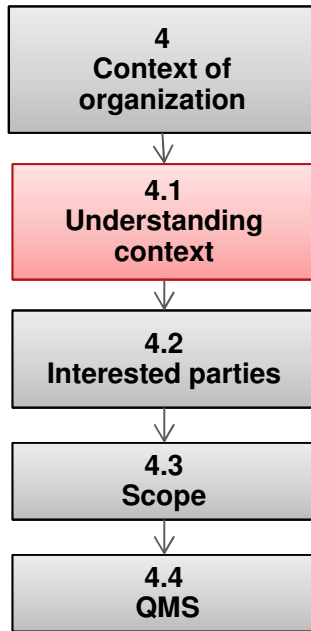 4
Context of
organization
4.1
Understanding
context
4.2
Interested parties
4.3
Scope
4.4
QMS